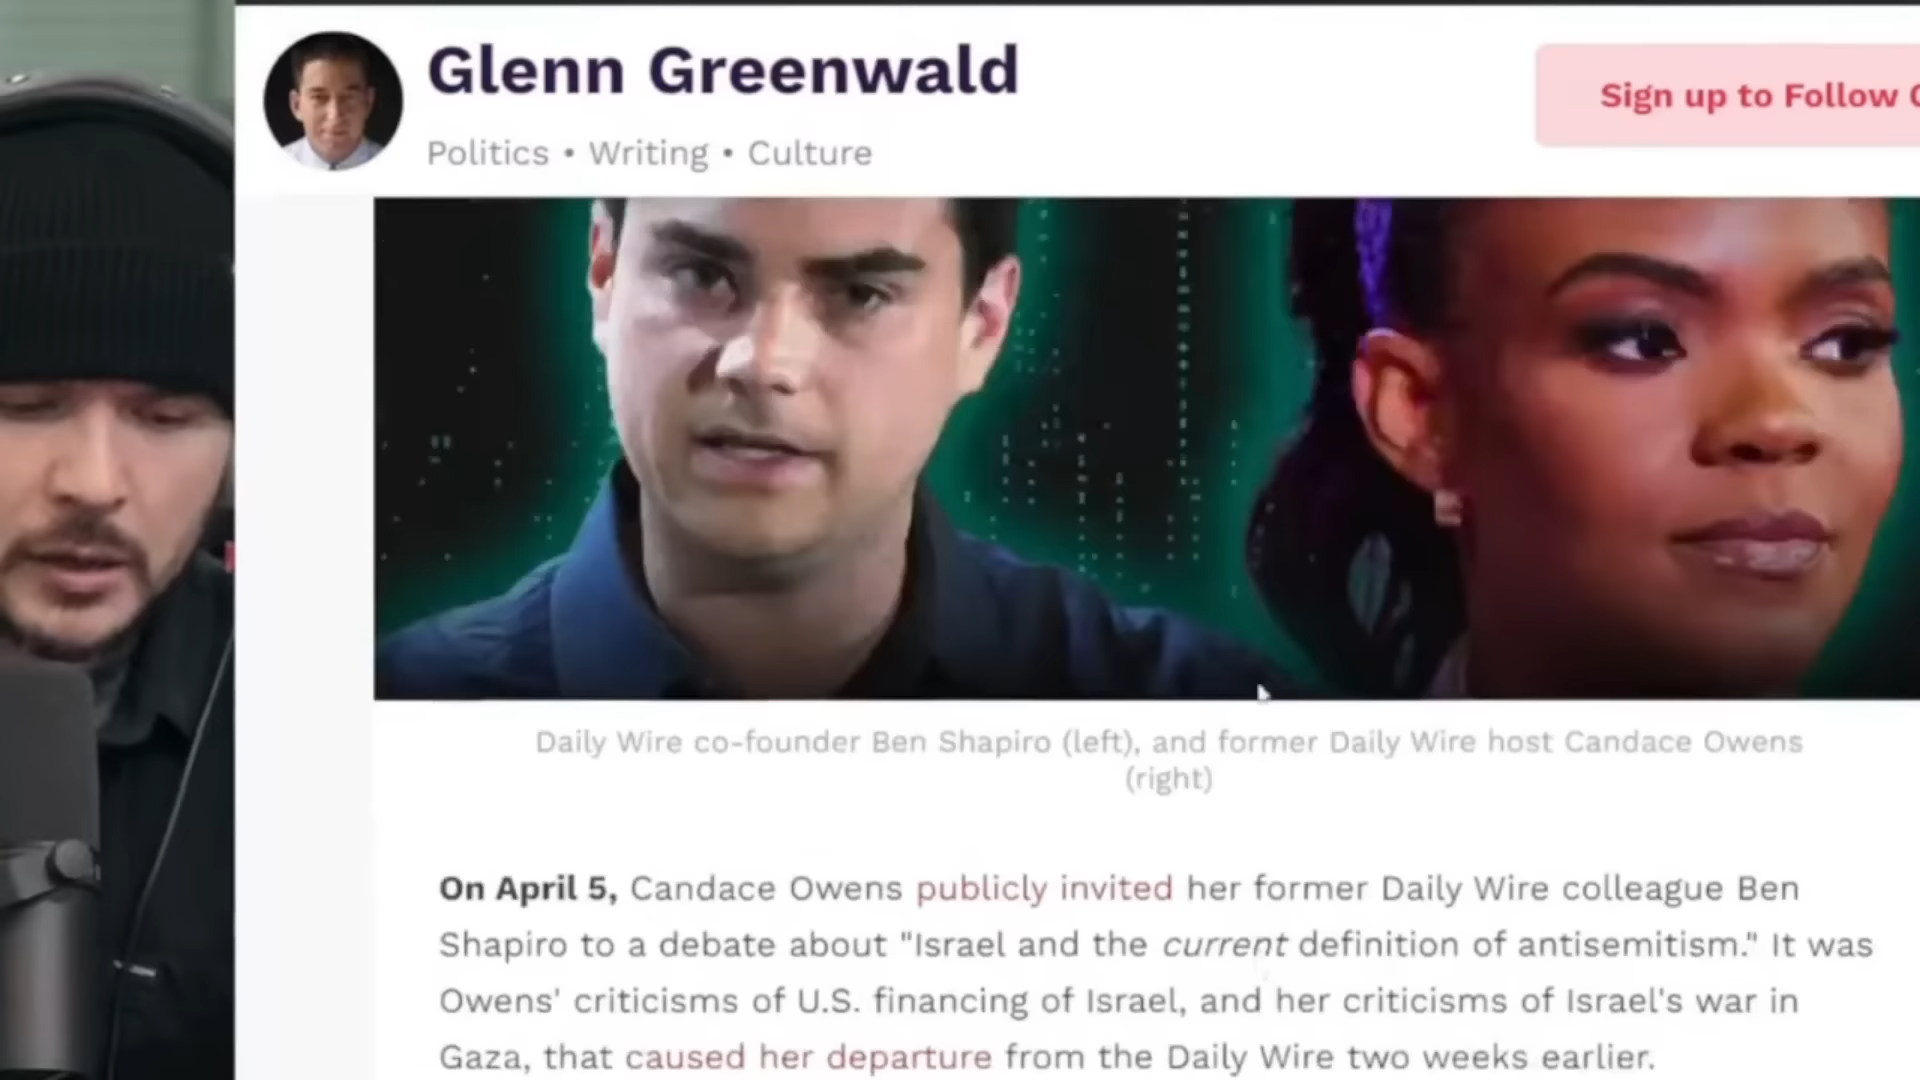 Glenn Greenwald
Politics • Writing • Culture
Sign up to Follow
Daily Wire co-founder Ben Shapiro (left), and former Daily Wire host Candace Owens
(right)
On April 5, Candace Owens publicly invited her former Daily Wire colleague Ben
Shapiro to a debate about "Israel and the current definition of antisemitism." It was
Owens' criticisms of U.S. financing of Israel, and her criticisms of Israel's war in
Gaza, that caused her departure from the Daily Wire two weeks earlier.